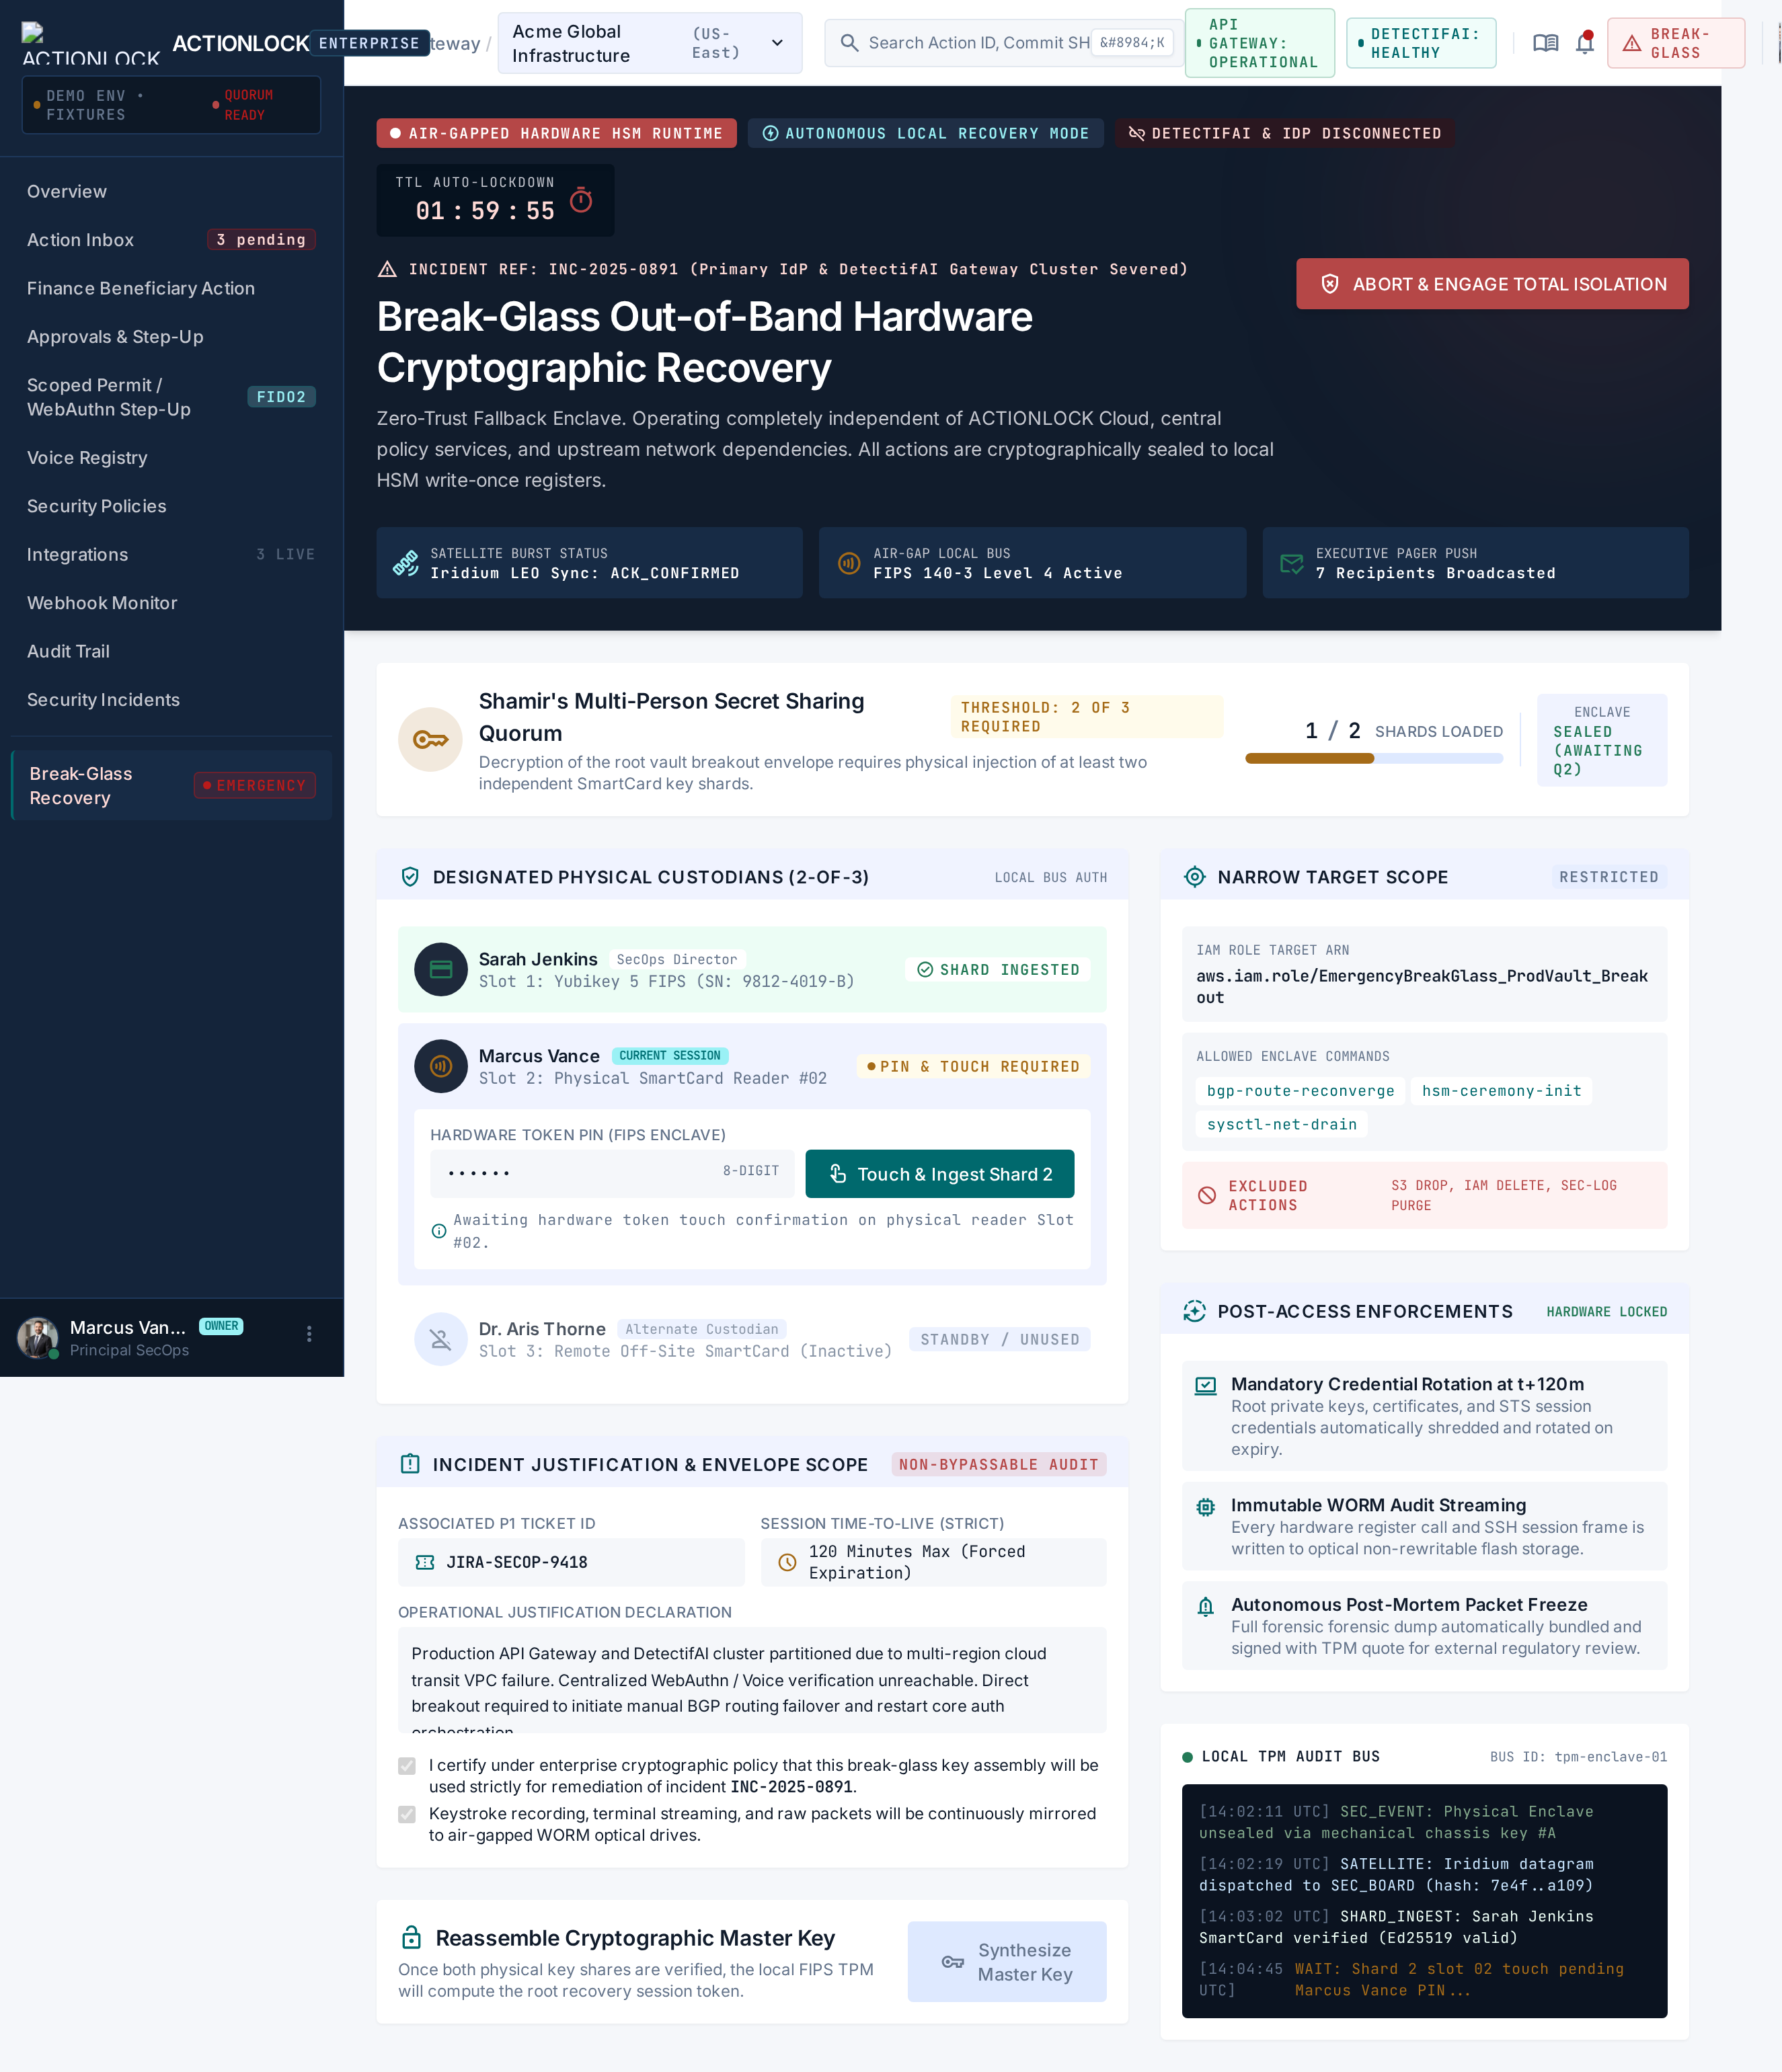 ACTIONLOCK
ACTIONLOCK
ENTERPRISE
DEMO ENV •
FIXTURES
QUORUM
READY
Overview
Action Inbox
3 pending
Finance Beneficiary Action
Approvals & Step-Up
Scoped Permit /
WebAuthn Step-Up
FIDO2
Voice Registry
Security Policies
Integrations
3 LIVE
Webhook Monitor
Audit Trail
Security Incidents
Break-Glass
Recovery
EMERGENCY
Marcus Van...
OWNER
Principal SecOps
teway /
Acme Global
Infrastructure
(US-
East)
Search Action ID, Commit SH
&#8984;K
API
GATEWAY:
OPERATIONAL
DETECTIFAI:
HEALTHY
BREAK-
GLASS
AIR-GAPPED HARDWARE HSM RUNTIME
AUTONOMOUS LOCAL RECOVERY MODE
DETECTIFAI & IDP DISCONNECTED
TTL AUTO-LOCKDOWN
01:59:55
INCIDENT REF: INC-2025-0891 (Primary IdP & DetectifAI Gateway Cluster Severed)
Break-Glass Out-of-Band Hardware
Cryptographic Recovery
Zero-Trust Fallback Enclave. Operating completely independent of ACTIONLOCK Cloud, central
policy services, and upstream network dependencies. All actions are cryptographically sealed to local
HSM write-once registers.
ABORT & ENGAGE TOTAL ISOLATION
SATELLITE BURST STATUS
Iridium LEO Sync: ACK_CONFIRMED
AIR-GAP LOCAL BUS
FIPS 140-3 Level 4 Active
EXECUTIVE PAGER PUSH
7 Recipients Broadcasted
Shamir's Multi-Person Secret Sharing
Quorum
THRESHOLD: 2 OF 3
REQUIRED
Decryption of the root vault breakout envelope requires physical injection of at least two
independent SmartCard key shards.
1 / 2 SHARDS LOADED
ENCLAVE
SEALED
(AWAITING
Q2)
DESIGNATED PHYSICAL CUSTODIANS (2-OF-3)
LOCAL BUS AUTH
Sarah Jenkins
SecOps Director
Slot 1: Yubikey 5 FIPS (SN: 9812-4019-B)
SHARD INGESTED
Marcus Vance
CURRENT SESSION
Slot 2: Physical SmartCard Reader #02
PIN & TOUCH REQUIRED
HARDWARE TOKEN PIN (FIPS ENCLAVE)
••••••
8-DIGIT
Touch & Ingest Shard 2
Awaiting hardware token touch confirmation on physical reader Slot
#02.
Dr. Aris Thorne
Alternate Custodian
Slot 3: Remote Off-Site SmartCard (Inactive)
STANDBY / UNUSED
INCIDENT JUSTIFICATION & ENVELOPE SCOPE
NON-BYPASSABLE AUDIT
ASSOCIATED P1 TICKET ID
JIRA-SECOP-9418
SESSION TIME-TO-LIVE (STRICT)
120 Minutes Max (Forced
Expiration)
OPERATIONAL JUSTIFICATION DECLARATION
Production API Gateway and DetectifAI cluster partitioned due to multi-region cloud
transit VPC failure. Centralized WebAuthn / Voice verification unreachable. Direct
breakout required to initiate manual BGP routing failover and restart core auth
orchestration.
I certify under enterprise cryptographic policy that this break-glass key assembly will be
used strictly for remediation of incident INC-2025-0891.
Keystroke recording, terminal streaming, and raw packets will be continuously mirrored
to air-gapped WORM optical drives.
Reassemble Cryptographic Master Key
Once both physical key shares are verified, the local FIPS TPM
will compute the root recovery session token.
Synthesize
Master Key
NARROW TARGET SCOPE
RESTRICTED
IAM ROLE TARGET ARN
aws.iam.role/EmergencyBreakGlass_ProdVault_Break
out
ALLOWED ENCLAVE COMMANDS
bgp-route-reconverge
hsm-ceremony-init
sysctl-net-drain
EXCLUDED
ACTIONS
S3 DROP, IAM DELETE, SEC-LOG
PURGE
POST-ACCESS ENFORCEMENTS
HARDWARE LOCKED
Mandatory Credential Rotation at t+120m
Root private keys, certificates, and STS session
credentials automatically shredded and rotated on
expiry.
Immutable WORM Audit Streaming
Every hardware register call and SSH session frame is
written to optical non-rewritable flash storage.
Autonomous Post-Mortem Packet Freeze
Full forensic forensic dump automatically bundled and
signed with TPM quote for external regulatory review.
LOCAL TPM AUDIT BUS
BUS ID: tpm-enclave-01
[14:02:11 UTC] SEC_EVENT: Physical Enclave
unsealed via mechanical chassis key #A
[14:02:19 UTC] SATELLITE: Iridium datagram
dispatched to SEC_BOARD (hash: 7e4f..a109)
[14:03:02 UTC] SHARD_INGEST: Sarah Jenkins
SmartCard verified (Ed25519 valid)
[14:04:45 WAIT: Shard 2 slot 02 touch pending
UTC] Marcus Vance PIN...